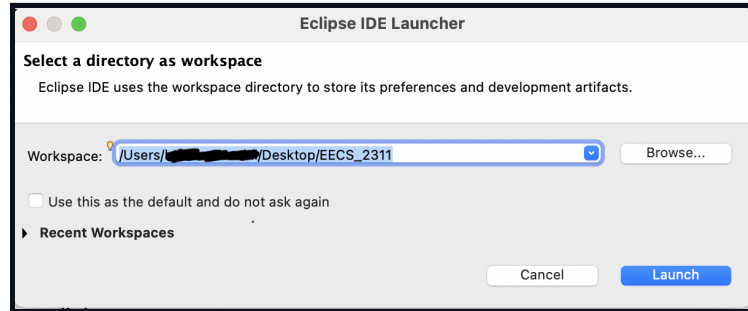 Eclipse IDE Launcher
Select a directory as workspace
Eclipse IDE uses the workspace directory to store its preferences and development artifacts.
Workspace: /Users/ /Desktop/EECS_2311 Browse...
Use this as the default and do not ask again
Recent Workspaces
Cancel Launch